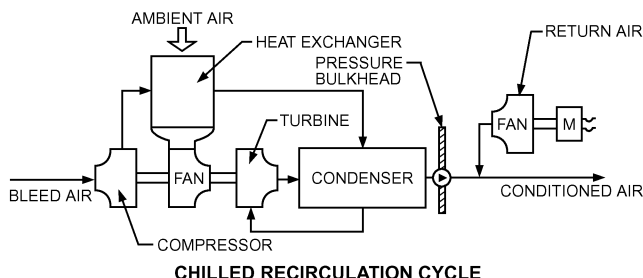 AMBIENT AIR
HEAT EXCHANGER
RETURN AIR
PRESSURE
BULKHEAD
TURBINE
FAN
M
FAN
CONDENSER
BLEED AIR
CONDITIONED AIR
COMPRESSOR
CHILLED RECIRCULATION CYCLE